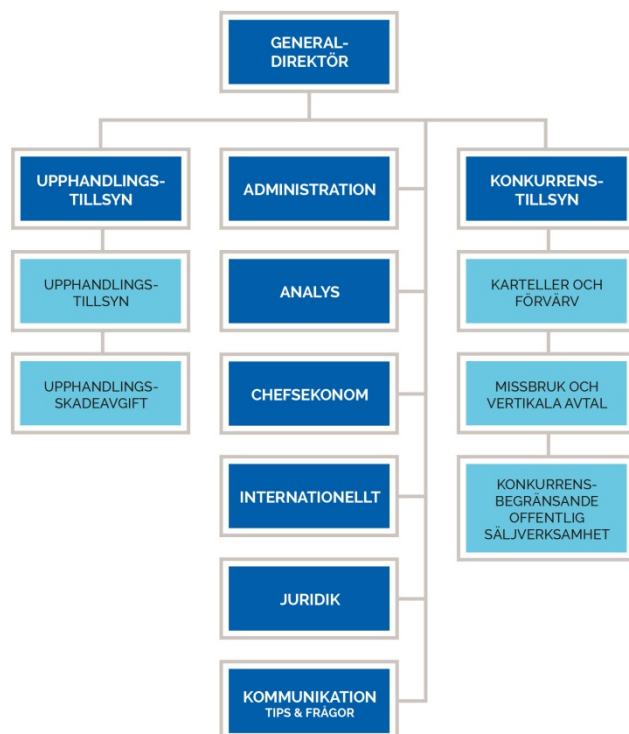 GENERAL-
DIREKTÖR
UPPHANDLINGS-
TILLSYN
UPPHANDLINGS-
TILLSYN
UPPHANDLINGS-
SKADEAVGIFT
ADMINISTRATION
ANALYS
CHEFSEKONOM
INTERNATIONELLT
JURIDIK
KOMMUNIKATION
TIPS & FRÅGOR
KONKURRENS-
TILLSYN
KARTELLER OCH
FÖRVÄRV
MISSBRUK OCH
VERTIKALA AVTAL
KONKURRENS-
BEGRÄNSANDE
OFFENTLIG
SÄLJVERKSAMHET